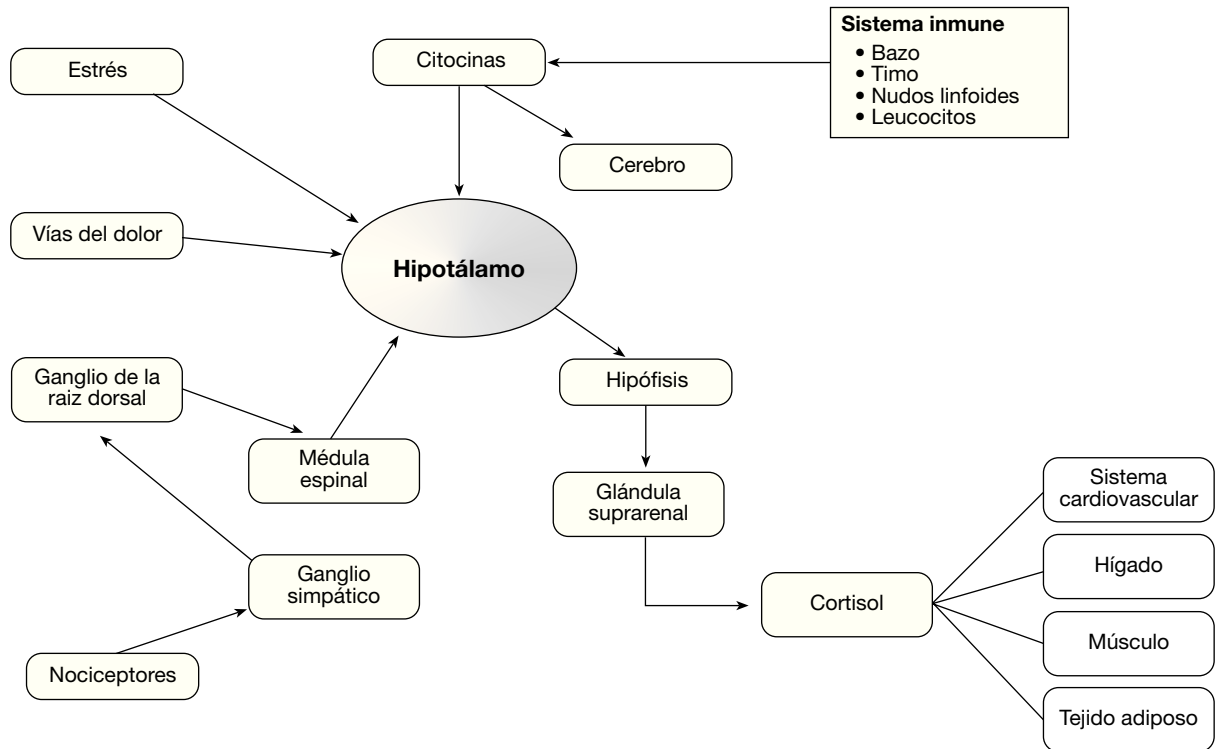 Sistema inmune
• Bazo
• Timo
• Nudos linfoides
• Leucocitos
Citocinas
Estrés
Cerebro
Vías del dolor
Hipotálamo
Ganglio de la
raiz dorsal
Hipófisis
Médula
espinal
Glándula
suprarenal
Sistema
cardiovascular
Hígado
Ganglio
simpático
Cortisol
Músculo
Nociceptores
Tejido adiposo